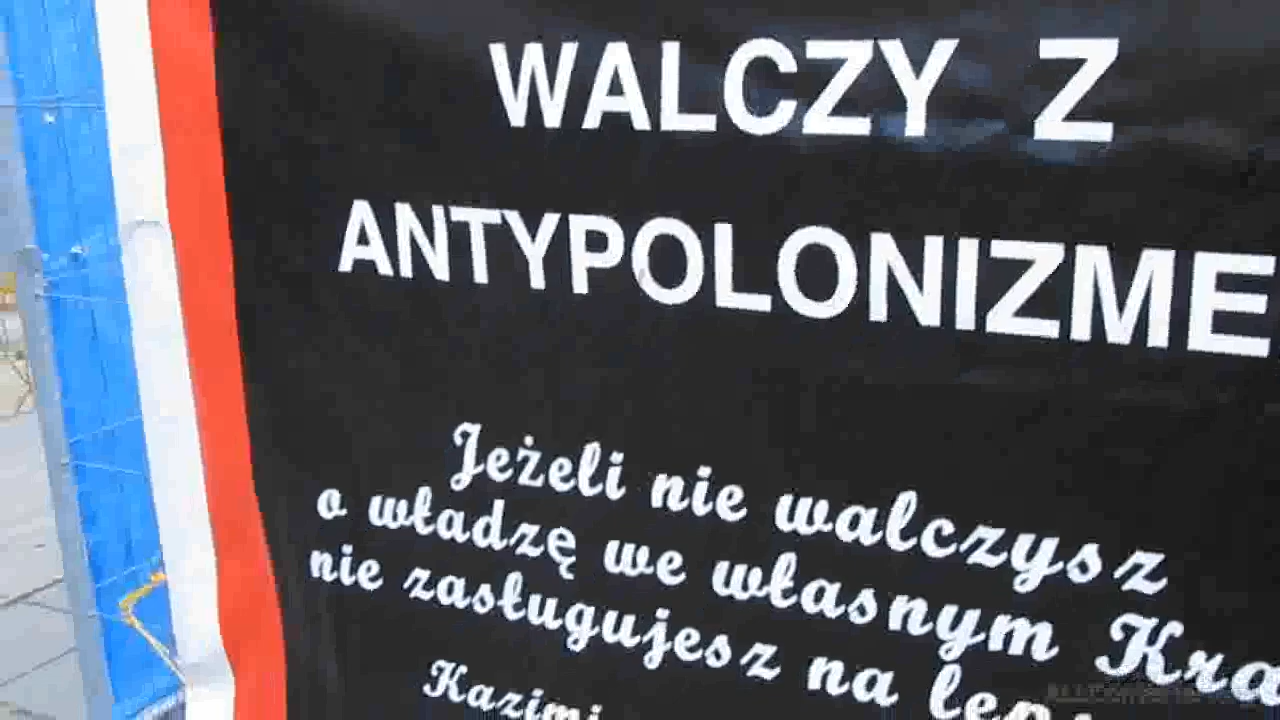 WALCZY Z
ANTYPOLONIZME
Jeżeli nie walczysz
o władzę we własnym Kra
nie zasługujesz na lep
Kazimi